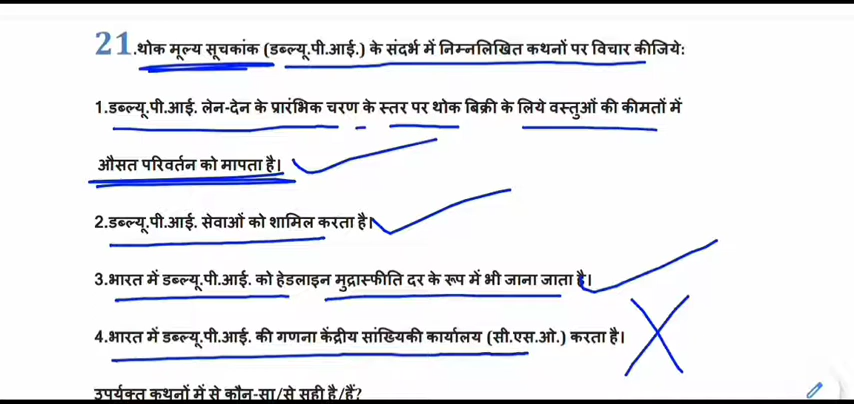 21.थोक मूल्य सूचकांक (डब्ल्यू.पी.आई.) के संदर्भ में निम्नलिखित कथनों पर विचार कीजिये:
1.डब्ल्यू.पी.आई. लेन-देन के प्रारंभिक चरण के स्तर पर थोक बिक्री के लिये वस्तुओं की कीमतों में
औसत परिवर्तन को मापता है।
2.डब्ल्यू.पी.आई. सेवाओं को शामिल करता है।
3.भारत में डब्ल्यू.पी.आई. को हेडलाइन मुद्रास्फीति दर के रूप में भी जाना जाता है।
4.भारत में डब्ल्यू.पी.आई. की गणना केंद्रीय सांख्यिकी कार्यालय (सी.एस.ओ.) करता है।
उपर्युक्त कथनों में से कौन-सा/से सही है/हैं?